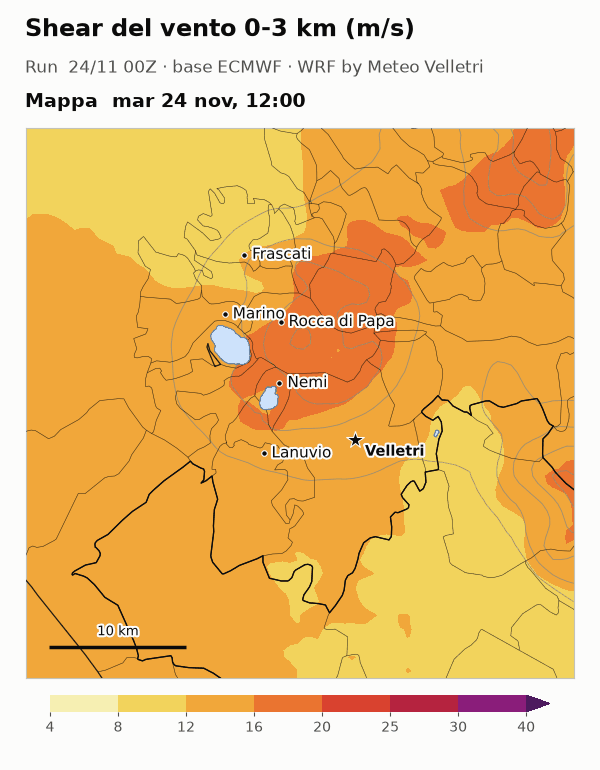 Shear del vento 0-3 km (m/s)
Run  24/11 00Z · base ECMWF · WRF by Meteo Velletri
Mappa  mar 24 nov, 12:00
Frascati
Marino
Rocca di Papa
Nemi
Velletri
Lanuvio
10 km
4 8 12 16 20 25 30 40